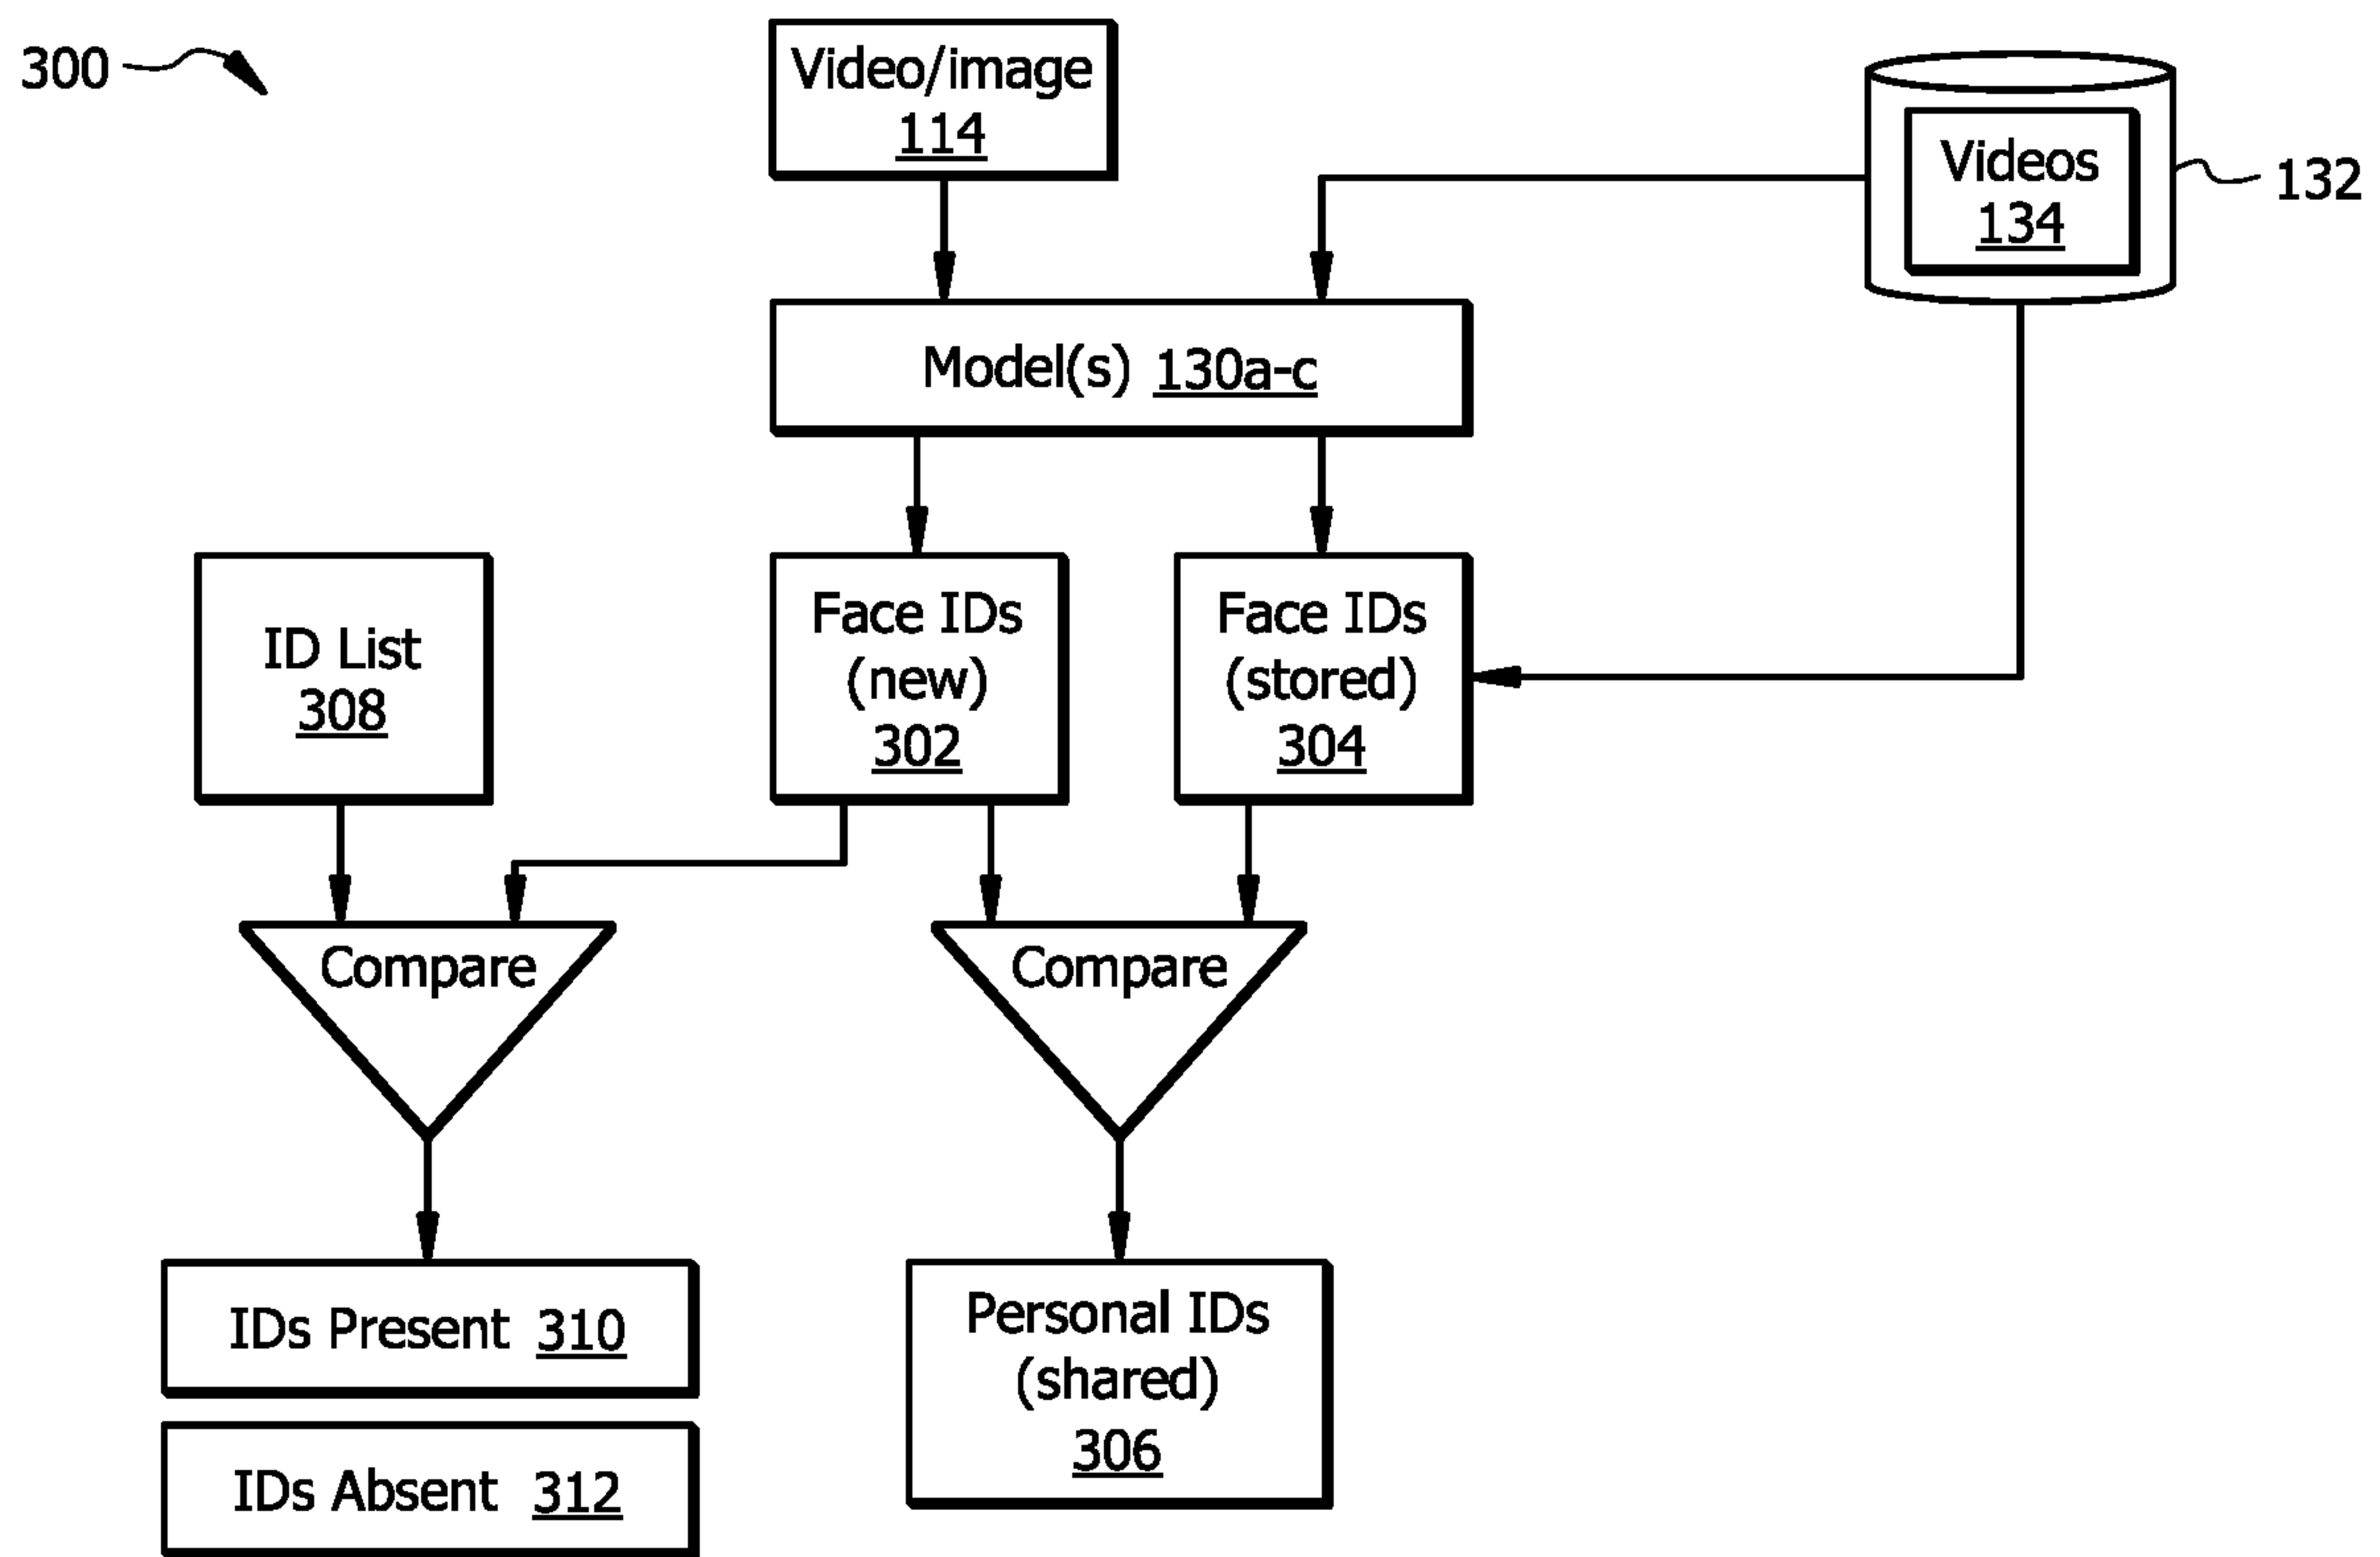 300
Video/image
114
Videos
134
132
Model(s) 130a-c
ID List
308
Face IDs
(new)
302
Face IDs
(stored)
304
Compare
Compare
IDs Present 310
IDs Absent 312
Personal IDs
(shared)
306